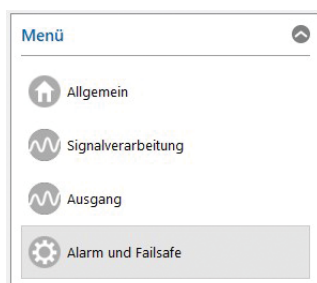 Menü
Allgemein
Signalverarbeitung
Ausgang
Alarm und Failsafe